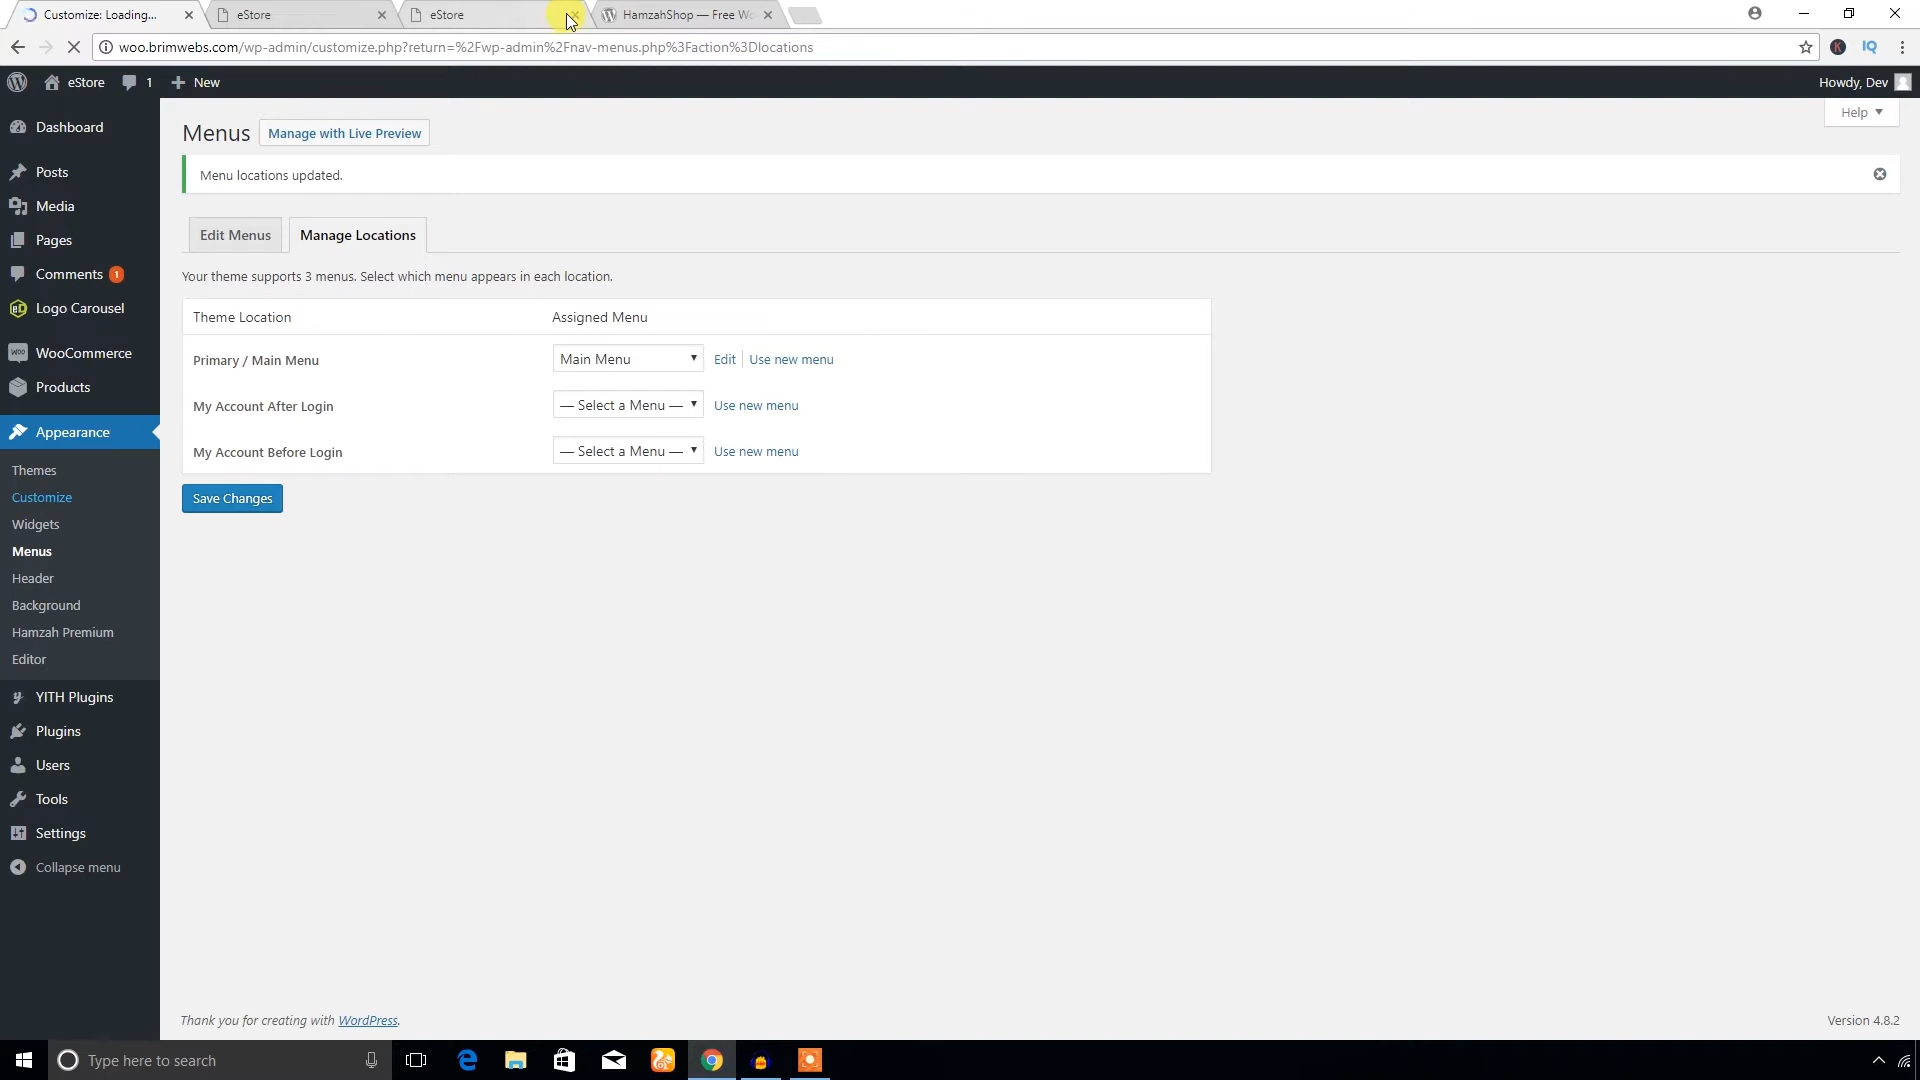 Customize: Loading...
eStore
eStore
HamzahShop — Free Wo
woo.brimwebs.com/wp-admin/customize.php?return=%2Fwp-admin%2Fnav-menus.php%3Faction%3Dlocations
eStore
1
New
Howdy, Dev
Help
Dashboard
Posts
Media
Pages
Comments 1
Logo Carousel
WooCommerce
Products
Appearance
Themes
Customize
Widgets
Menus
Header
Background
Hamzah Premium
Editor
YITH Plugins
Plugins
Users
Tools
Settings
Collapse menu
Menus
Manage with Live Preview
Menu locations updated.
Edit Menus
Manage Locations
Your theme supports 3 menus. Select which menu appears in each location.
Theme Location
Assigned Menu
Primary / Main Menu
Main Menu
Edit
Use new menu
My Account After Login
— Select a Menu —
Use new menu
My Account Before Login
— Select a Menu —
Use new menu
Save Changes
Thank you for creating with WordPress.
Version 4.8.2
Type here to search